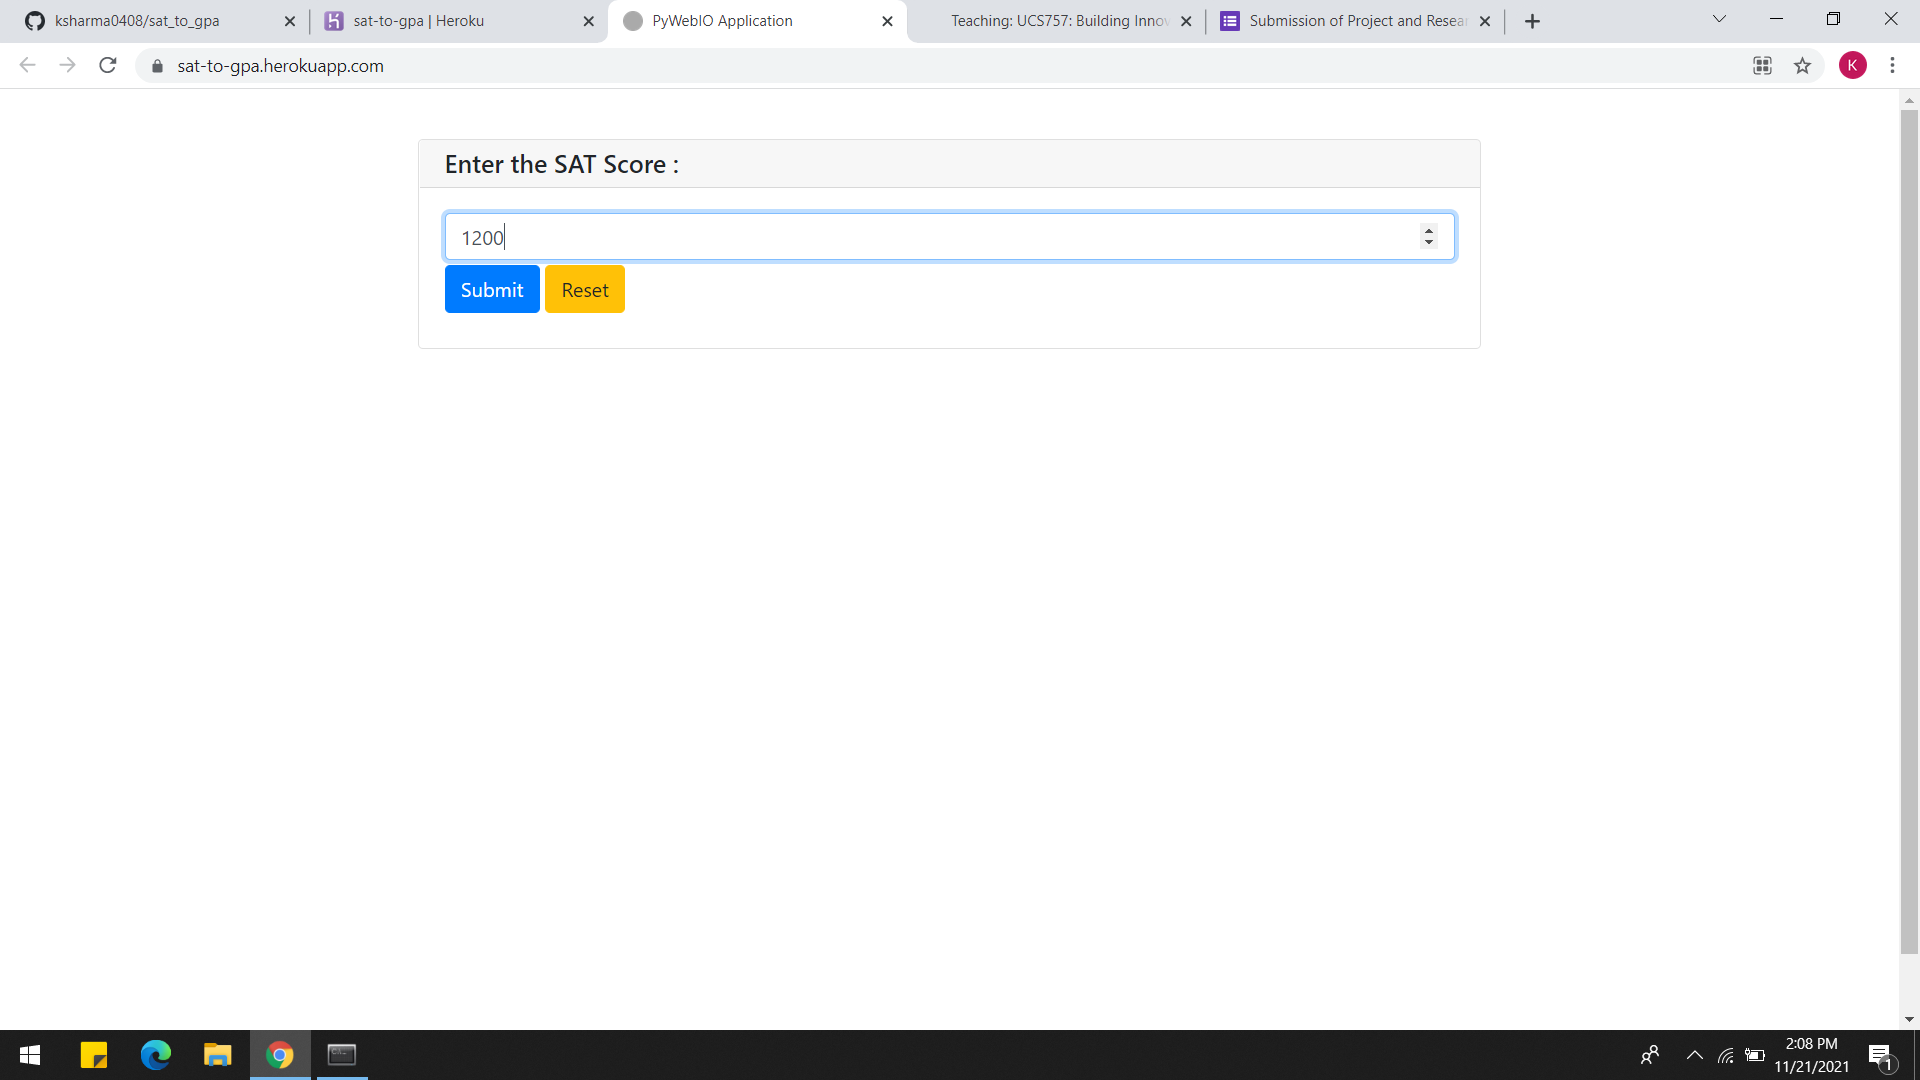 ksharma0408/sat_to_gpa
sat-to-gpa | Heroku
PyWebIO Application
Teaching: UCS757: Building Innov
Submission of Project and Resear
sat-to-gpa.herokuapp.com
K
Enter the SAT Score :
1200
Submit
Reset
2:08 PM
11/21/2021
1